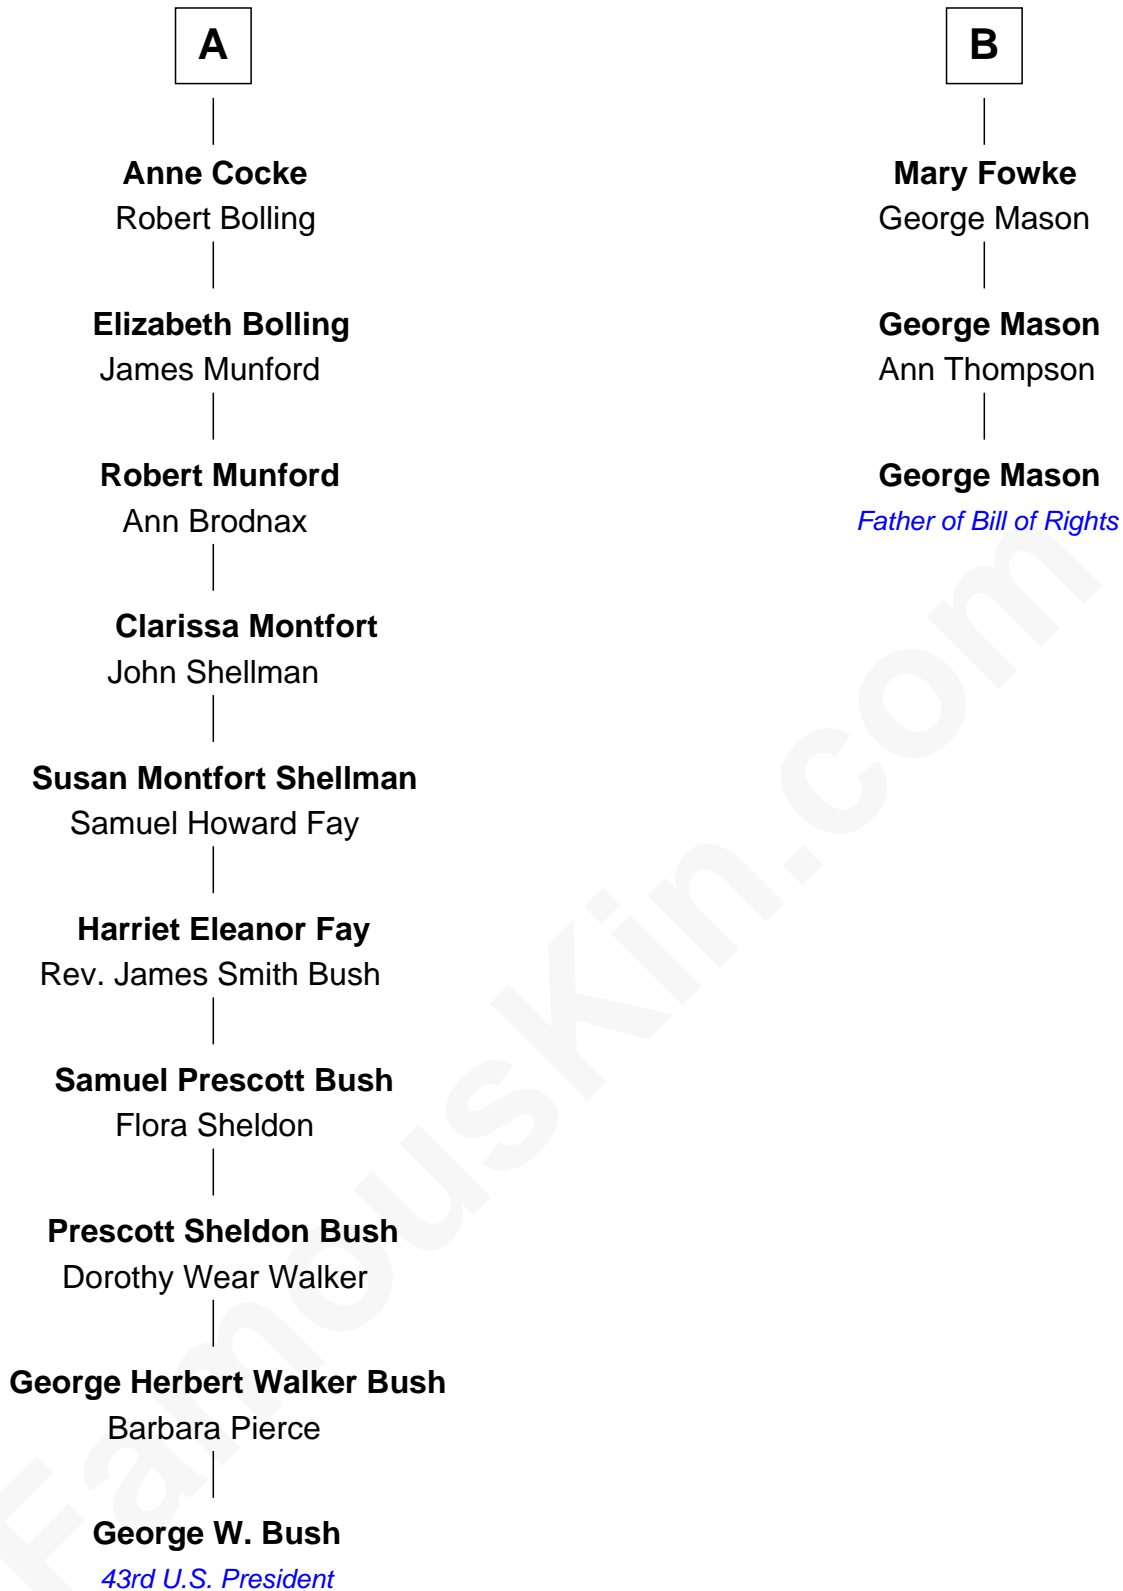 A
Anne Cocke
Robert Bolling
Elizabeth Bolling
James Munford
Robert Munford
Ann Brodnax
Clarissa Montfort
John Shellman
Susan Montfort Shellman
Samuel Howard Fay
Harriet Eleanor Fay
Rev. James Smith Bush
Samuel Prescott Bush
Flora Sheldon
Prescott Sheldon Bush
Dorothy Wear Walker
George Herbert Walker Bush
Barbara Pierce
George W. Bush
43rd U.S. President
B
Mary Fowke
George Mason
George Mason
Ann Thompson
George Mason
Father of Bill of Rights
FamousKin.com